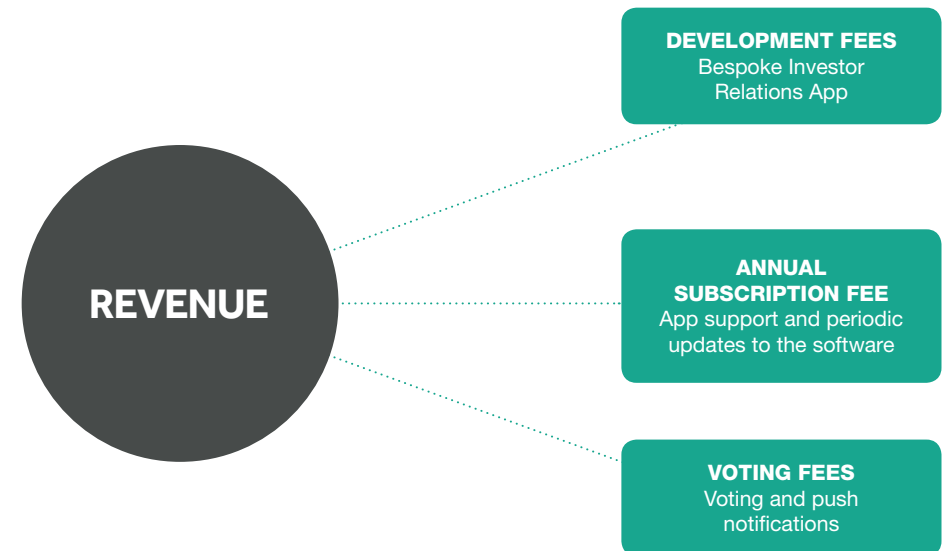 DEVELOPMENT FEES
Bespoke Investor
Relations App
REVENUE
ANNUAL
SUBSCRIPTION FEE
App support and periodic
updates to the software
VOTING FEES
Voting and push
notifications